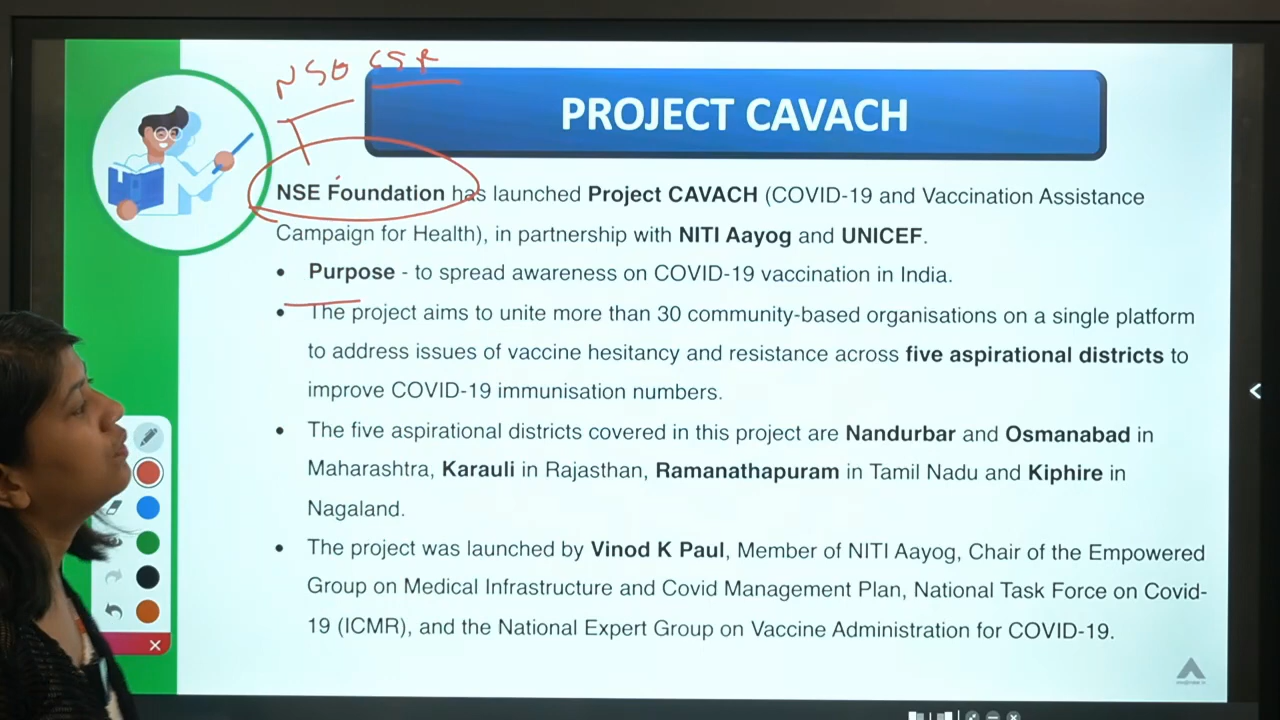 NSE CSR
PROJECT CAVACH
NSE Foundation has launched Project CAVACH (COVID-19 and Vaccination Assistance
Campaign for Health), in partnership with NITI Aayog and UNICEF.
• Purpose - to spread awareness on COVID-19 vaccination in India.
• The project aims to unite more than 30 community-based organisations on a single platform
to address issues of vaccine hesitancy and resistance across five aspirational districts to
improve COVID-19 immunisation numbers.
• The five aspirational districts covered in this project are Nandurbar and Osmanabad in
Maharashtra, Karauli in Rajasthan, Ramanathapuram in Tamil Nadu and Kiphire in
Nagaland.
• The project was launched by Vinod K Paul, Member of NITI Aayog, Chair of the Empowered
Group on Medical Infrastructure and Covid Management Plan, National Task Force on Covid-
19 (ICMR), and the National Expert Group on Vaccine Administration for COVID-19.